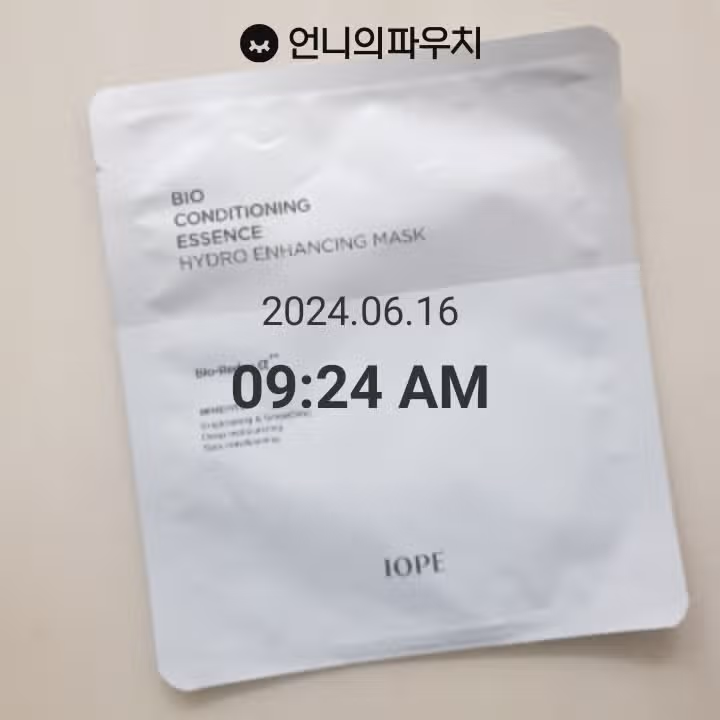 언니의파우치
BIO
CONDITIONING
ESSENCE
HYDRO ENHANCING MASK
2024.06.16
09:24 AM
IOPE